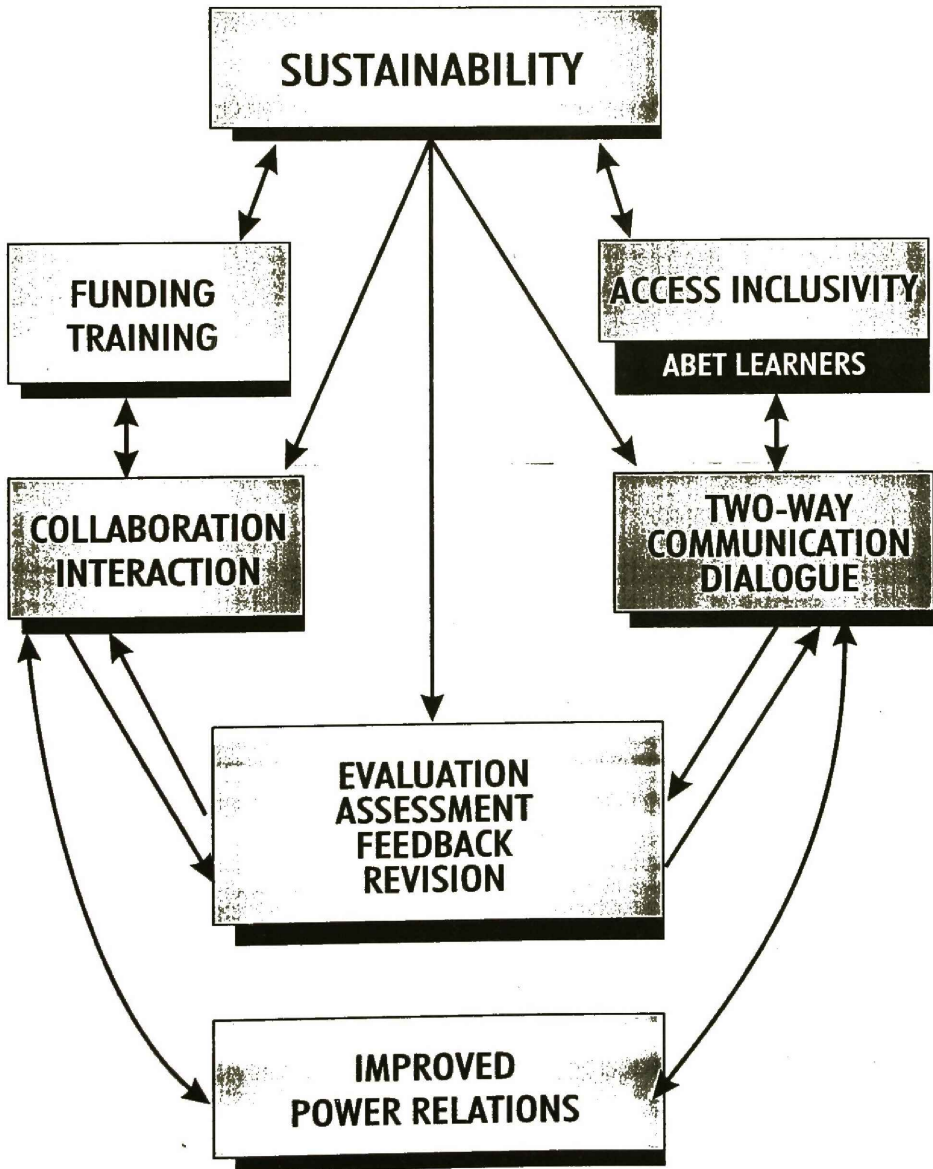 SUSTAINABILITY
FUNDING
TRAINING
ACCESS INCLUSIVITY
ABET LEARNERS
COLLABORATION
INTERACTION
TWO-WAY
COMMUNICATION
DIALOGUE
EVALUATION
ASSESSMENT
FEEDBACK
REVISION
IMPROVED
POWER RELATIONS